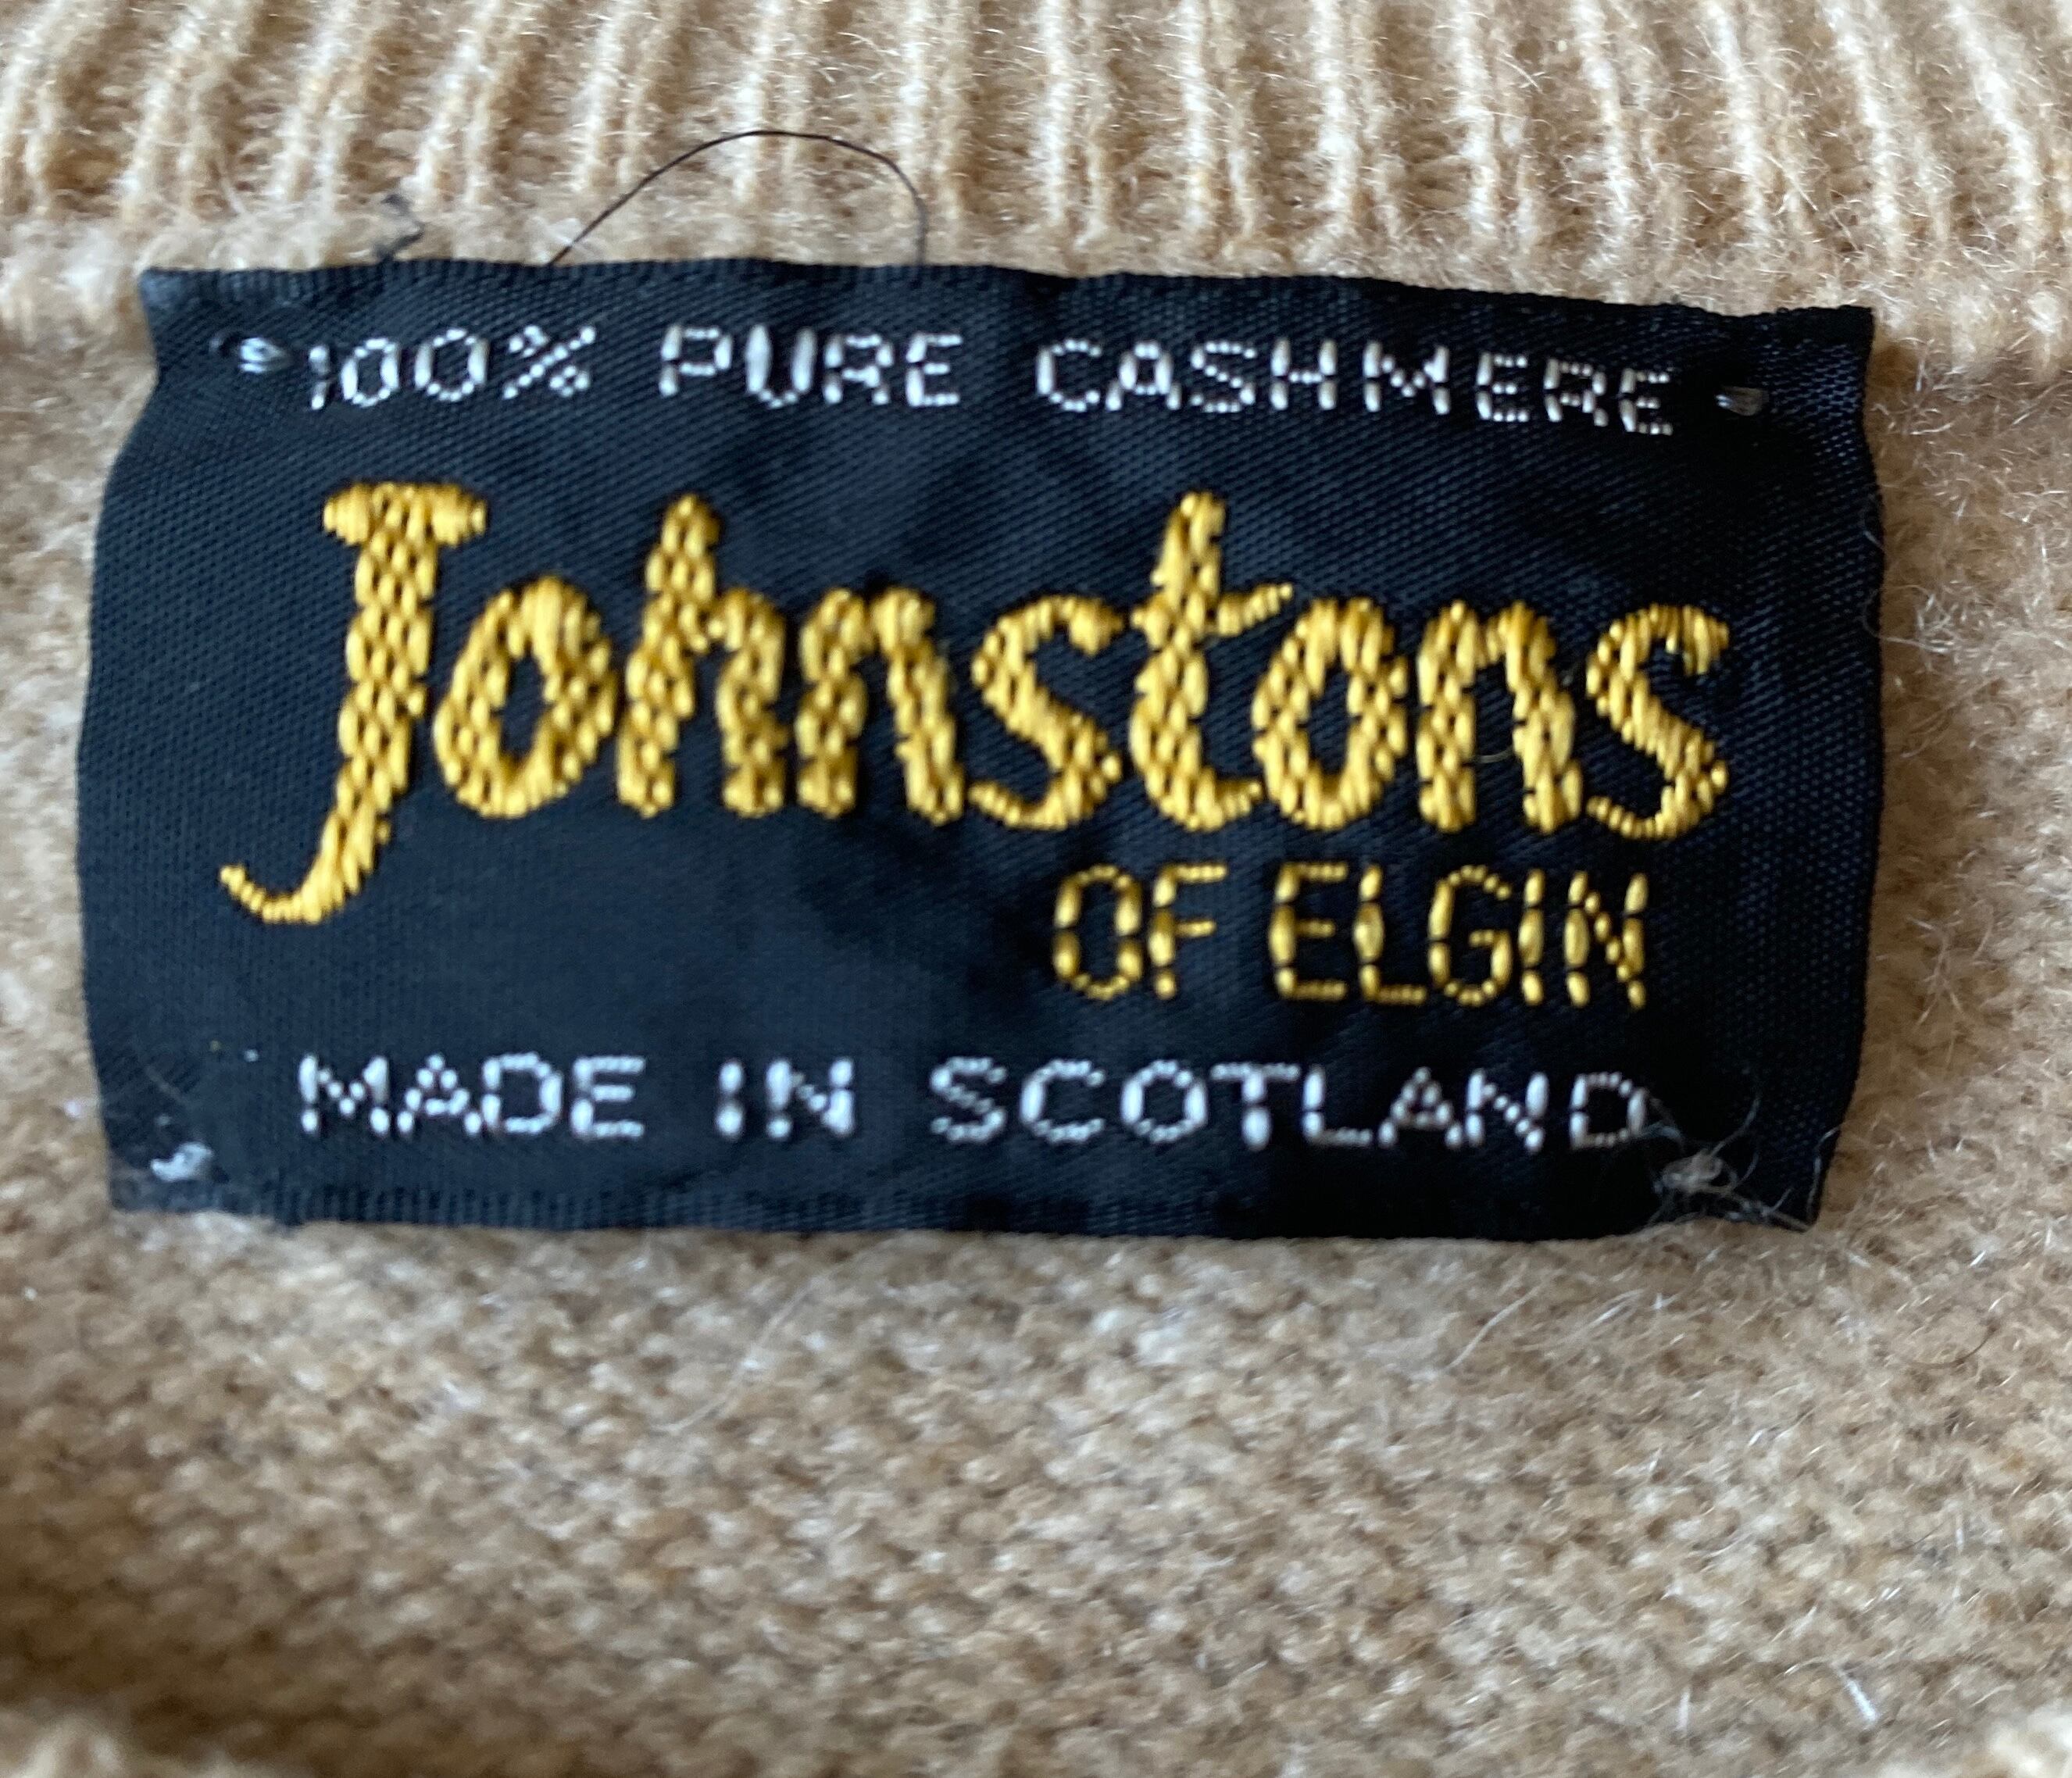 100% PURE CASHMERE
Johnstons
OF ELGIN
MADE IN SCOTLAND